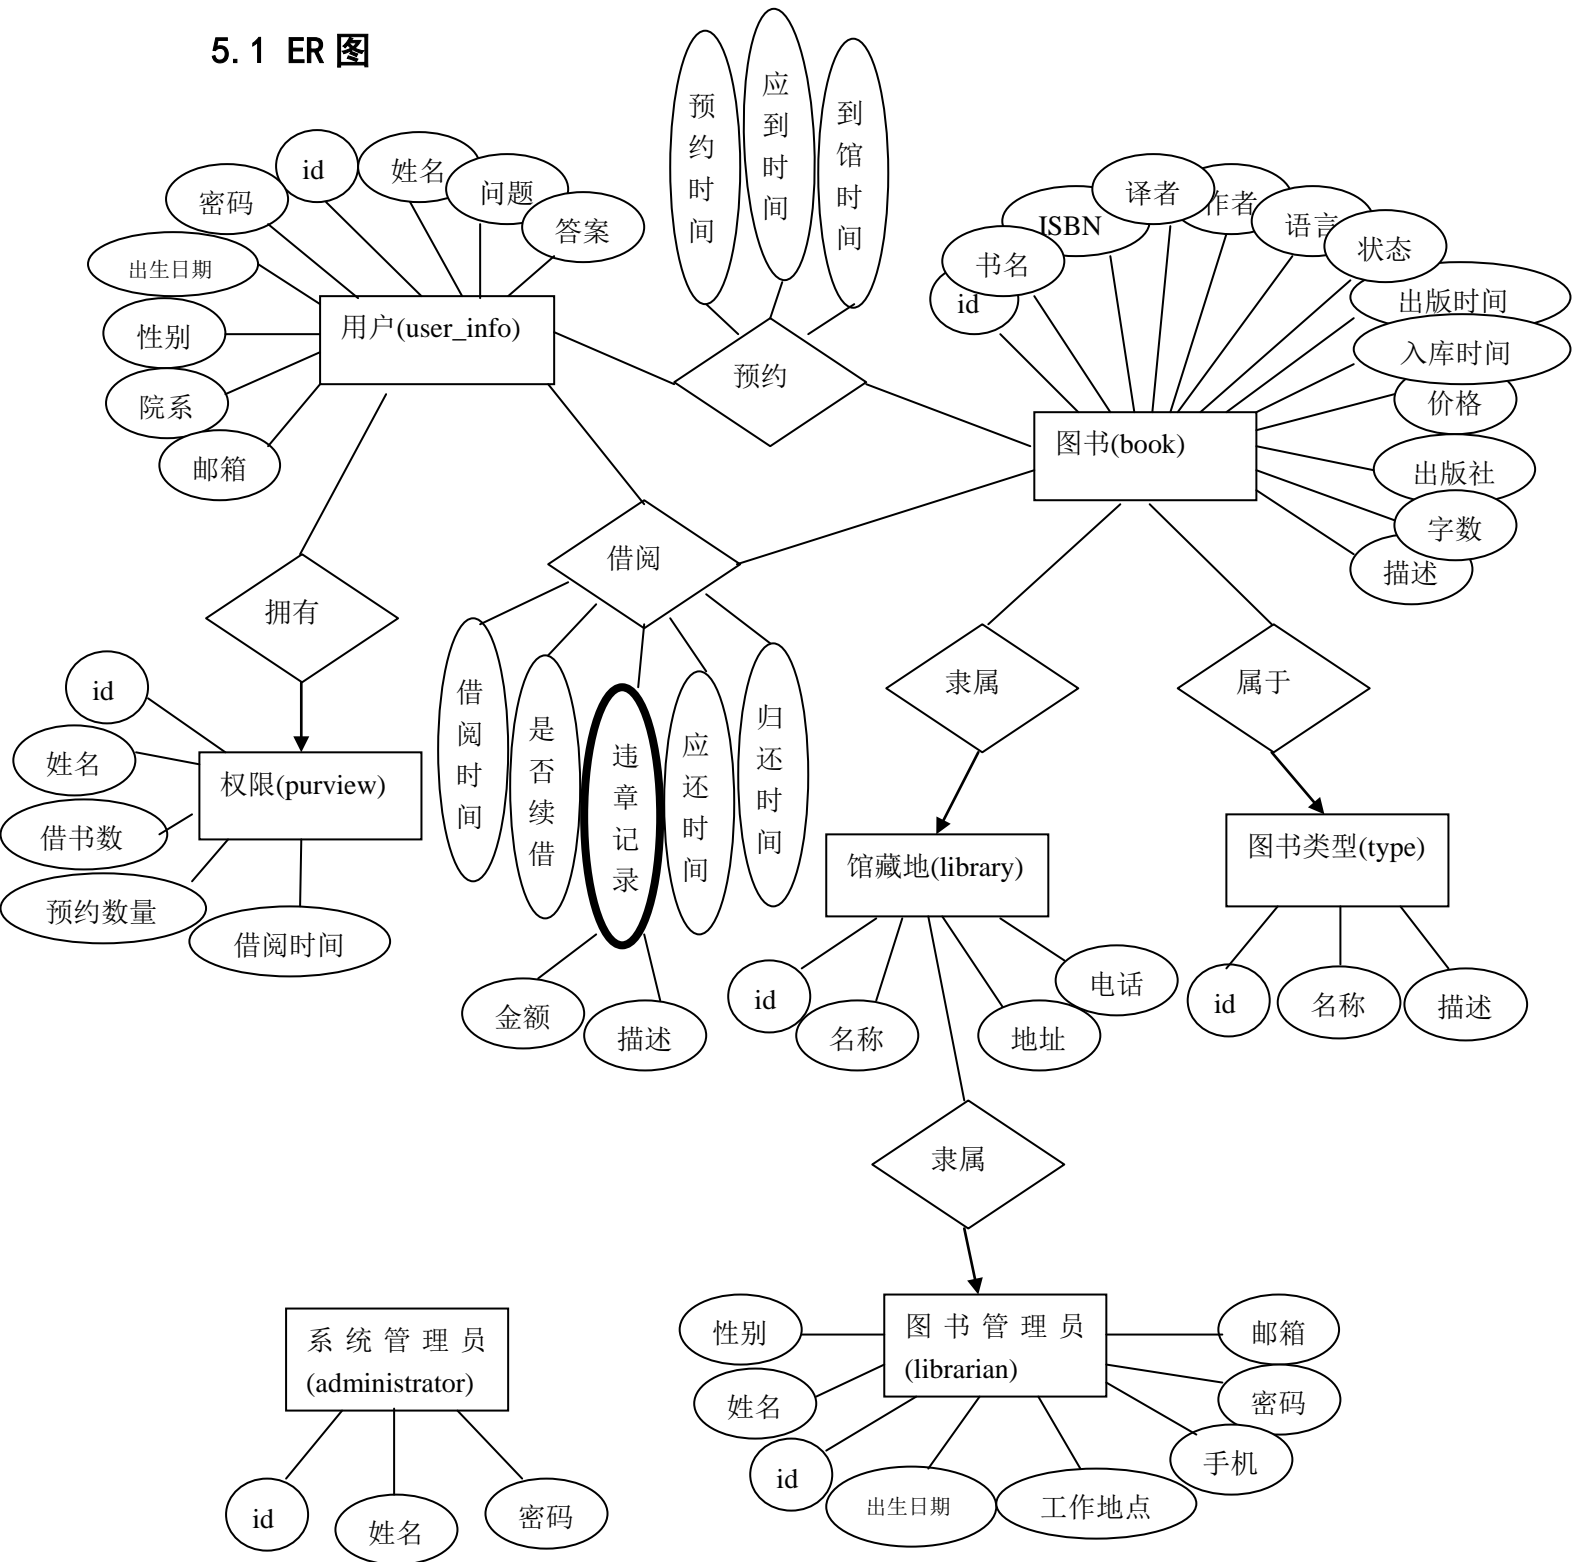 5.1 ER 图
预约时间
应到时间
到馆时间
id
姓名
问题
答案
密码
出生日期
性别
院系
邮箱
用户(user_info)
预约
译者
作者
ISBN
语言
状态
书名
id
出版时间
入库时间
价格
出版社
字数
描述
图书(book)
拥有
借阅
隶属
属于
id
姓名
借书数
预约数量
借阅时间
权限(purview)
借阅时间
是否续借
违章记录
应还时间
归还时间
金额
描述
馆藏地(library)
id
名称
地址
电话
图书类型(type)
id
名称
描述
隶属
系统管理员
(administrator)
id
姓名
密码
图书管理员
(librarian)
性别
姓名
id
出生日期
工作地点
手机
密码
邮箱